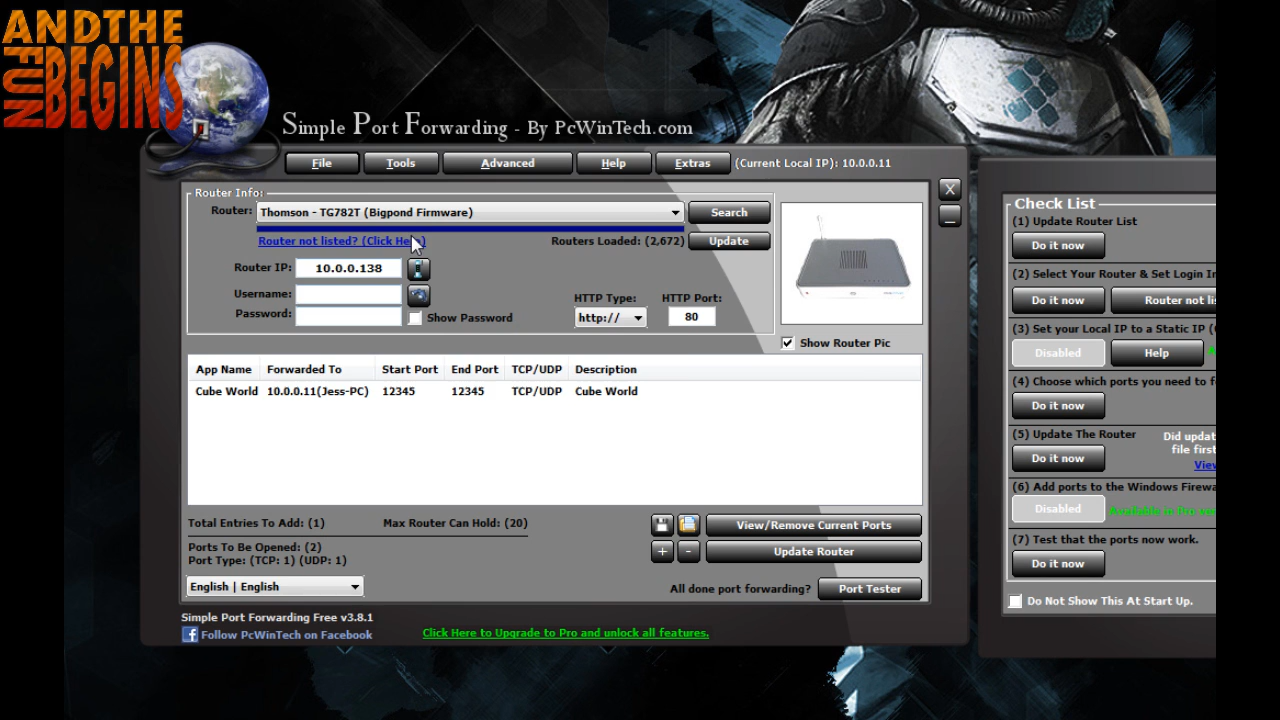 AND THE
FUN BEGINS
Simple Port Forwarding - By PcWinTech.com
File Tools Advanced Help Extras (Current Local IP): 10.0.0.11
X
_
Router Info:
Router: Thomson - TG782T (Bigpond Firmware) Search
Router not listed? (Click Here) Routers Loaded: (2,672) Update
Router IP: 10.0.0.138
Username:
Password: Show Password
HTTP Type: HTTP Port:
http:// 80
Show Router Pic
App Name Forwarded To Start Port End Port TCP/UDP Description
Cube World 10.0.0.11(Jess-PC) 12345 12345 TCP/UDP Cube World
Total Entries To Add: (1) Max Router Can Hold: (20)
View/Remove Current Ports
Ports To Be Opened: (2)
Port Type: (TCP: 1) (UDP: 1)
+ - Update Router
English | English
All done port forwarding? Port Tester
Simple Port Forwarding Free v3.8.1
Follow PcWinTech on Facebook
Click Here to Upgrade to Pro and unlock all features.
Check List
(1) Update Router List
Do it now
(2) Select Your Router & Set Login In
Do it now Router not lis
(3) Set your Local IP to a Static IP (
Disabled Help
(4) Choose which ports you need to f
Do it now
(5) Update The Router Did updat
file first
Do it now View
(6) Add ports to the Windows Firewa
Disabled Available in Pro ver
(7) Test that the ports now work.
Do it now
Do Not Show This At Start Up.